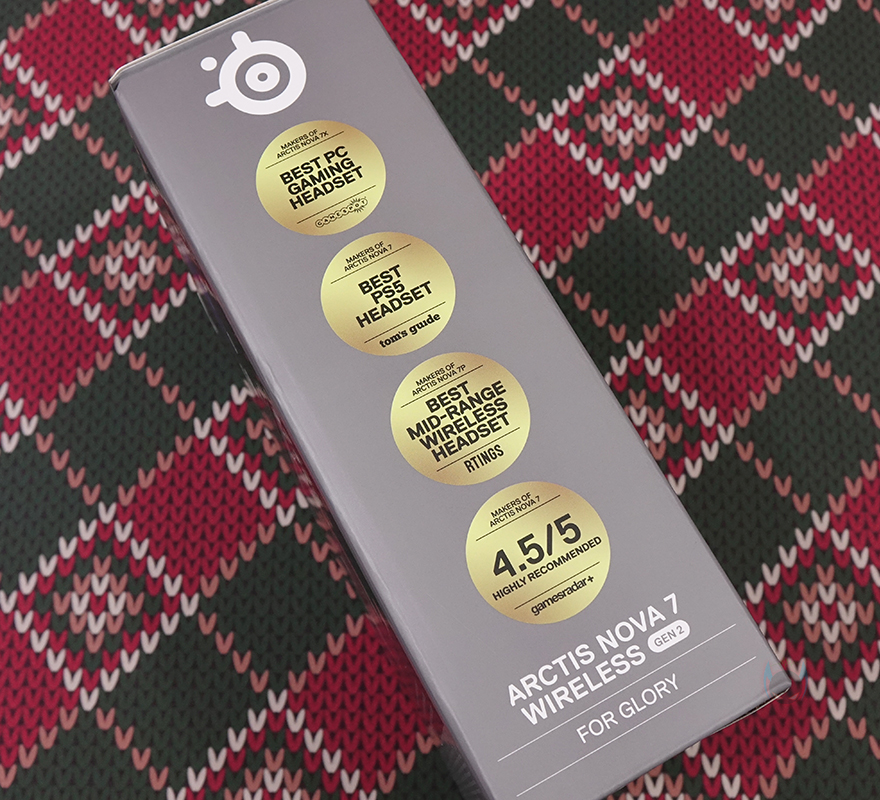 MAKERS OF
ARCTIS NOVA 7X
BEST PC
GAMING
HEADSET
MAKERS OF
ARCTIS NOVA 7
BEST
PS5
HEADSET
tom's guide
MAKERS OF
ARCTIS NOVA 7P
BEST
MID-RANGE
WIRELESS
HEADSET
RTINGS
MAKERS OF
ARCTIS NOVA 7
4.5/5
HIGHLY RECOMMENDED
gamesradar+
ARCTIS NOVA 7
WIRELESS GEN 2
FOR GLORY